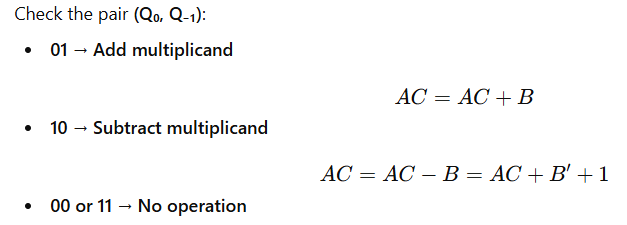 Check the pair (Q₀, Q₋₁):
• 01 → Add multiplicand
AC = AC + B
• 10 → Subtract multiplicand
AC = AC − B = AC + B′ + 1
• 00 or 11 → No operation